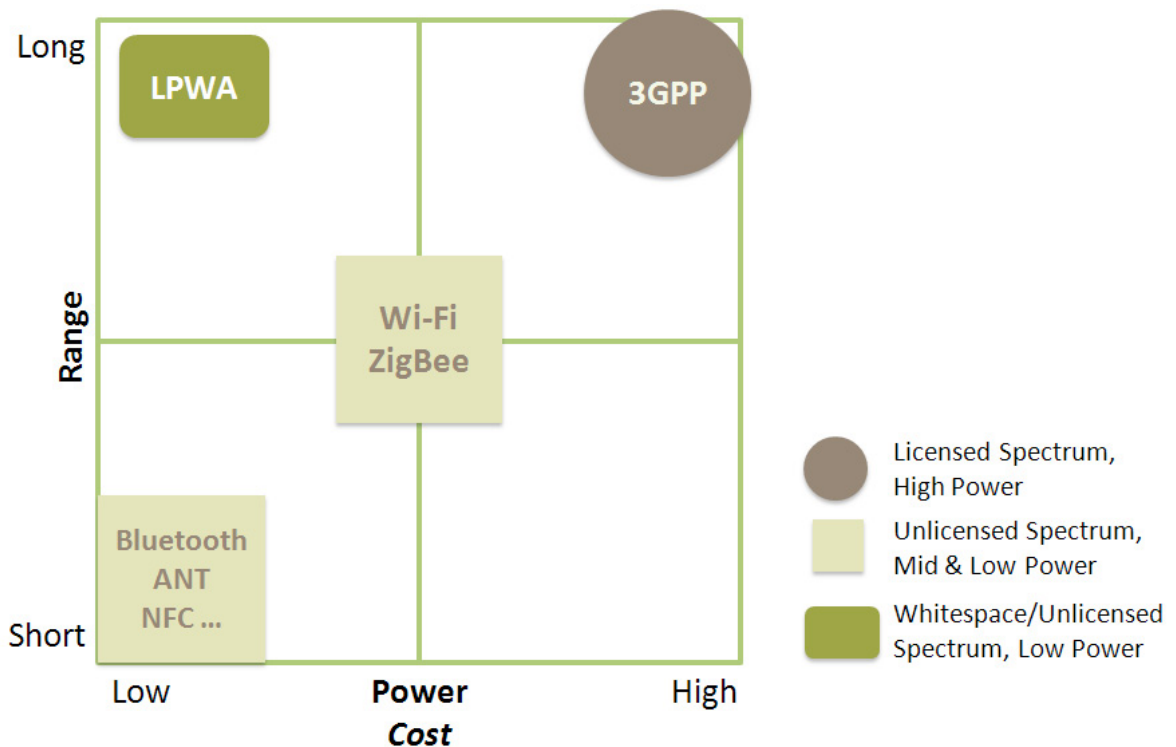 Long
LPWA
3GPP
Range
Wi-Fi
ZigBee
Bluetooth
ANT
NFC ...
Short
Low
Power
Cost
High
Licensed Spectrum,
High Power
Unlicensed Spectrum,
Mid & Low Power
Whitespace/Unlicensed
Spectrum, Low Power